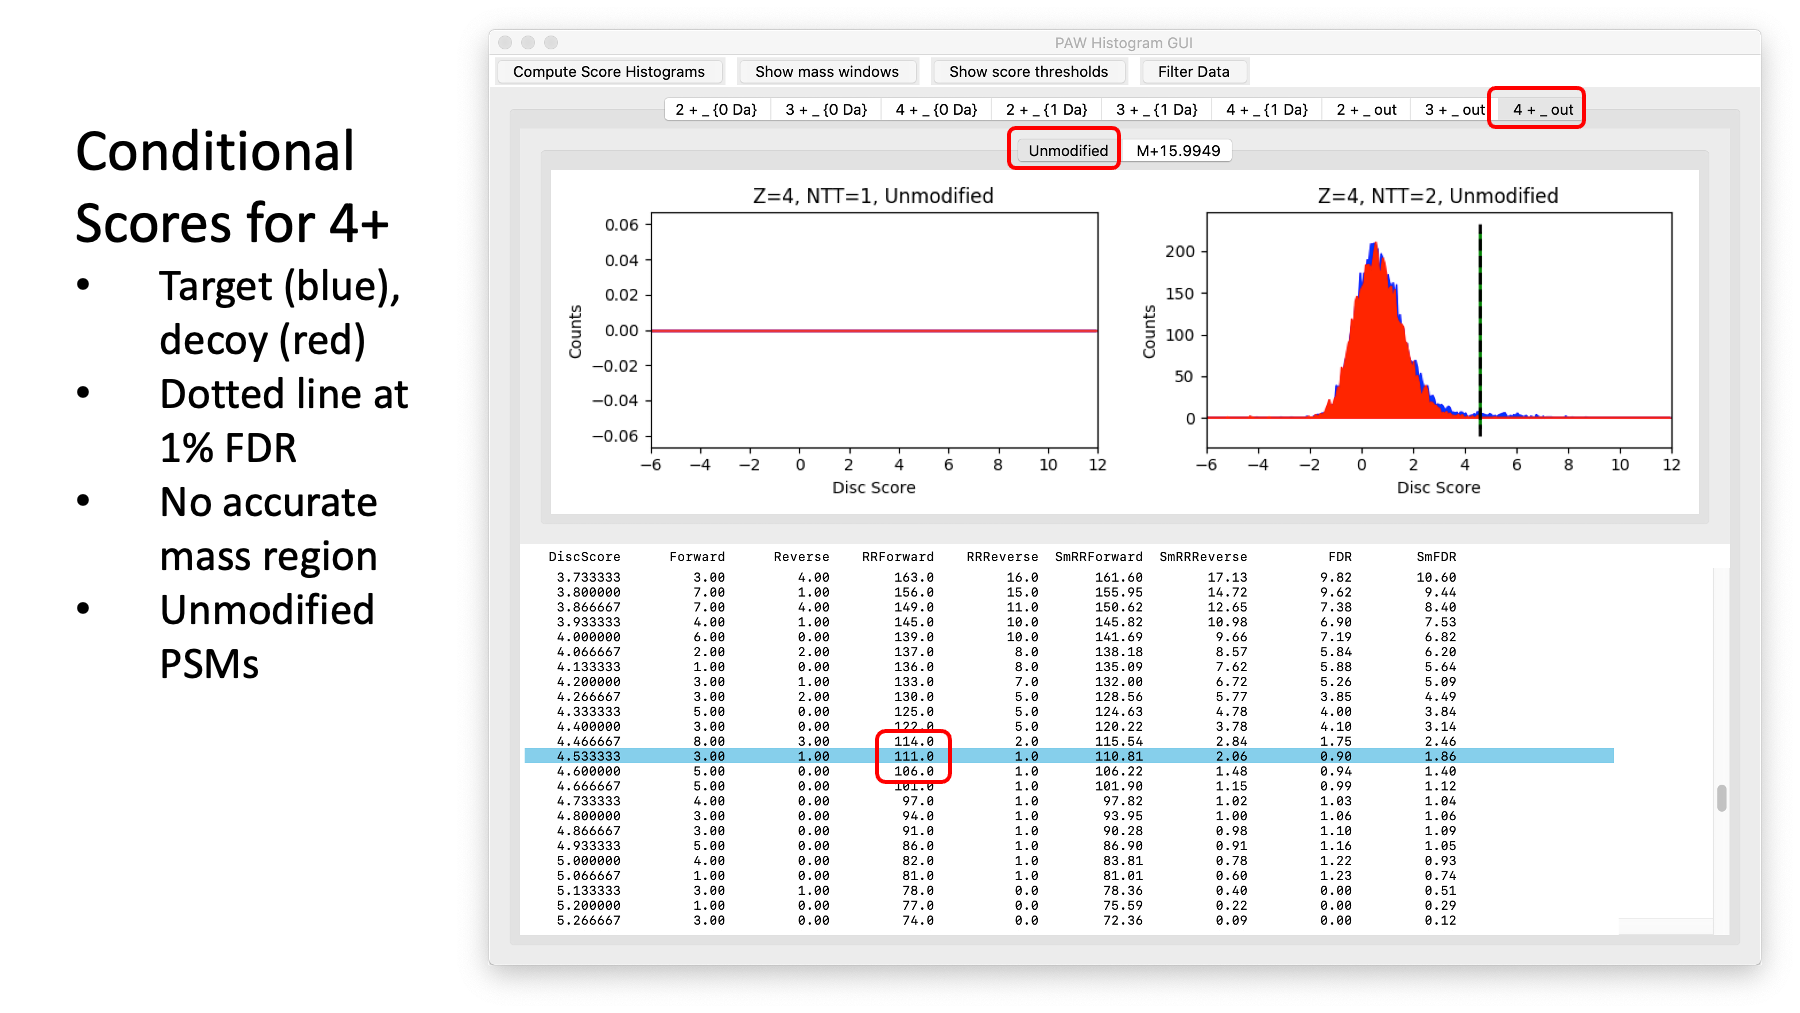 Conditional
Scores for 4+
• Target (blue),
decoy (red)
• Dotted line at
1% FDR
• No accurate
mass region
• Unmodified
PSMs
PAW Histogram GUI
Compute Score Histograms Show mass windows Show score thresholds Filter Data
2 + _ {0 Da} 3 + _ {0 Da} 4 + _ {0 Da} 2 + _ {1 Da} 3 + _ {1 Da} 4 + _ {1 Da} 2 + _ out 3 + _ out 4 + _ out
Unmodified M+15.9949
Z=4, NTT=1, Unmodified
0.06
0.04
0.02
0.00
−0.02
−0.04
−0.06
Counts
−6 −4 −2 0 2 4 6 8 10 12
Disc Score
Z=4, NTT=2, Unmodified
200
150
100
50
0
Counts
−6 −4 −2 0 2 4 6 8 10 12
Disc Score
DiscScore Forward Reverse RRForward RRReverse SmRRForward SmRRReverse FDR SmFDR
3.733333 3.00 4.00 163.0 16.0 161.60 17.13 9.82 10.60
3.800000 7.00 1.00 156.0 15.0 155.95 14.72 9.62 9.44
3.866667 7.00 4.00 149.0 11.0 150.62 12.65 7.38 8.40
3.933333 4.00 1.00 145.0 10.0 145.82 10.98 6.90 7.53
4.000000 6.00 0.00 139.0 10.0 141.69 9.66 7.19 6.82
4.066667 2.00 2.00 137.0 8.0 138.18 8.57 5.84 6.20
4.133333 1.00 0.00 136.0 8.0 135.09 7.62 5.88 5.64
4.200000 3.00 1.00 133.0 7.0 132.00 6.72 5.26 5.09
4.266667 3.00 2.00 130.0 5.0 128.56 5.77 3.85 4.49
4.333333 5.00 0.00 125.0 5.0 124.63 4.78 4.00 3.84
4.400000 3.00 0.00 122.0 5.0 120.22 3.78 4.10 3.14
4.466667 8.00 3.00 114.0 2.0 115.54 2.84 1.75 2.46
4.533333 3.00 1.00 111.0 1.0 110.81 2.06 0.90 1.86
4.600000 5.00 0.00 106.0 1.0 106.22 1.48 0.94 1.40
4.666667 5.00 0.00 101.0 1.0 101.90 1.15 0.99 1.12
4.733333 4.00 0.00 97.0 1.0 97.82 1.02 1.03 1.04
4.800000 3.00 0.00 94.0 1.0 93.95 1.00 1.06 1.06
4.866667 3.00 0.00 91.0 1.0 90.28 0.98 1.10 1.09
4.933333 5.00 0.00 86.0 1.0 86.90 0.91 1.16 1.05
5.000000 4.00 0.00 82.0 1.0 83.81 0.78 1.22 0.93
5.066667 1.00 0.00 81.0 1.0 81.01 0.60 1.23 0.74
5.133333 3.00 1.00 78.0 0.0 78.36 0.40 0.00 0.51
5.200000 1.00 0.00 77.0 0.0 75.59 0.22 0.00 0.29
5.266667 3.00 0.00 74.0 0.0 72.36 0.09 0.00 0.12